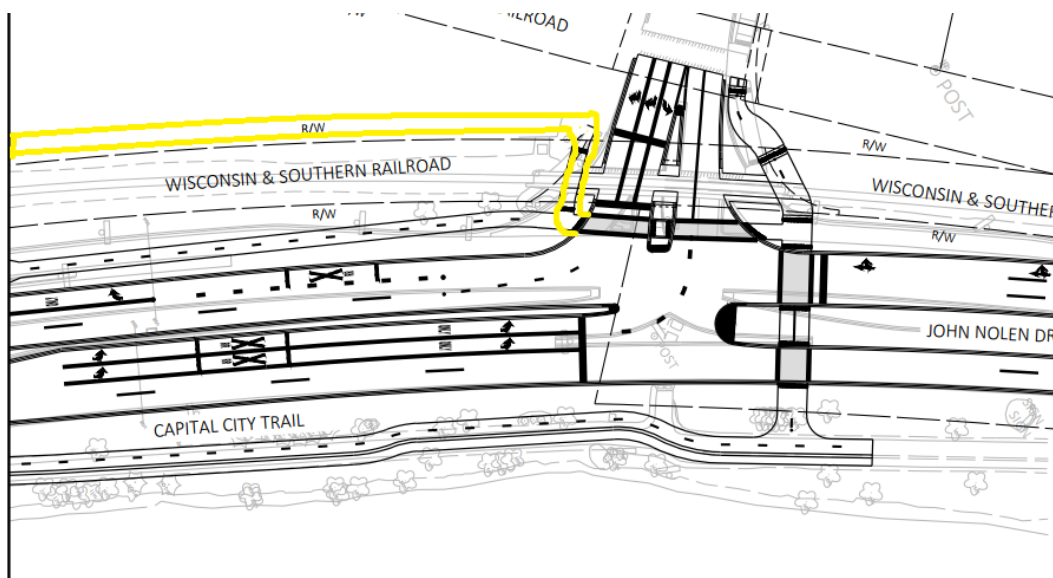 RAILROAD
R/W
POST
R/W
R/W
WISCONSIN & SOUTHERN RAILROAD
WISCONSIN & SOUTHER
R/W
R/W
JOHN NOLEN DR
POST
CAPITAL CITY TRAIL